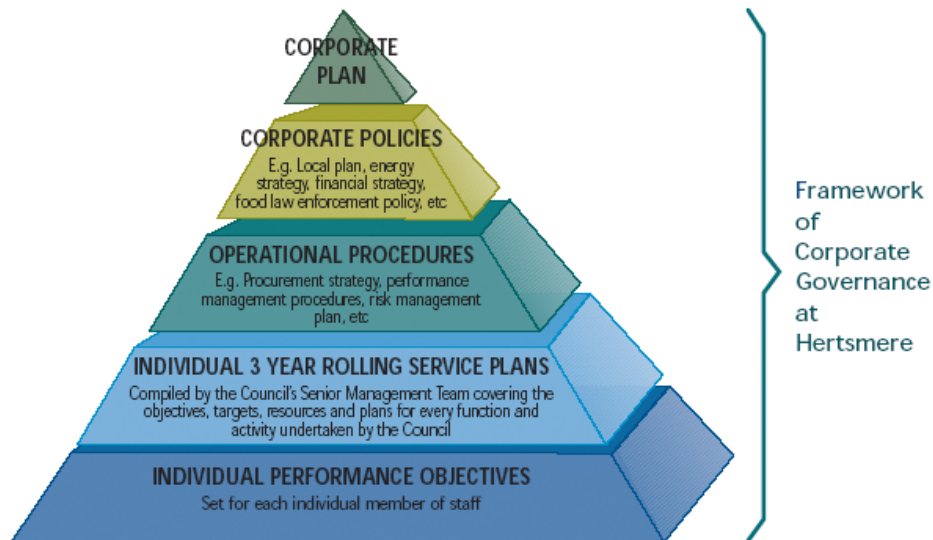 CORPORATE
PLAN
CORPORATE POLICIES
E.g. Local plan, energy
strategy, financial strategy,
food law enforcement policy, etc
OPERATIONAL PROCEDURES
E.g. Procurement strategy, performance
management procedures, risk management
plan, etc
INDIVIDUAL 3 YEAR ROLLING SERVICE PLANS
Compiled by the Council's Senior Management Team covering the
objectives, targets, resources and plans for every function and
activity undertaken by the Council
INDIVIDUAL PERFORMANCE OBJECTIVES
Set for each individual member of staff
Framework
of
Corporate
Governance
at
Hertsmere